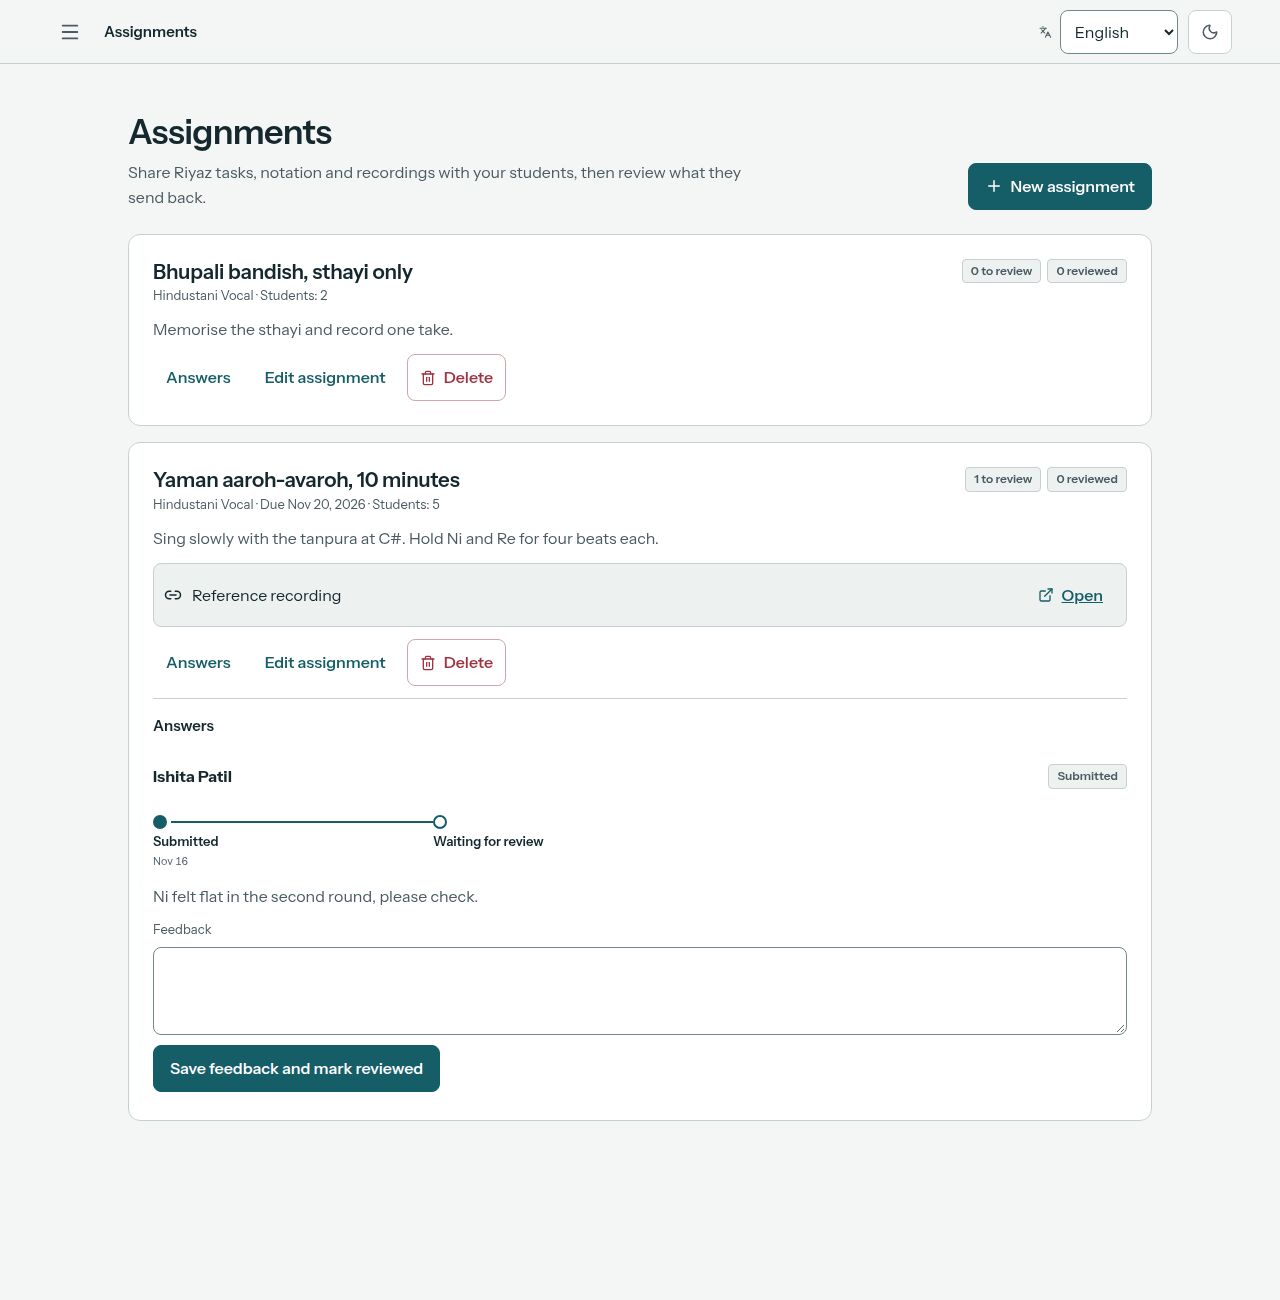 Assignments
English
Assignments
Share Riyaz tasks, notation and recordings with your students, then review what they
send back.
New assignment
Bhupali bandish, sthayi only
0 to review
0 reviewed
Hindustani Vocal · Students: 2
Memorise the sthayi and record one take.
Answers
Edit assignment
Delete
Yaman aaroh-avaroh, 10 minutes
1 to review
0 reviewed
Hindustani Vocal · Due Nov 20, 2026 · Students: 5
Sing slowly with the tanpura at C#. Hold Ni and Re for four beats each.
Reference recording
Open
Answers
Edit assignment
Delete
Answers
Ishita Patil
Submitted
Submitted
Waiting for review
Nov 16
Ni felt flat in the second round, please check.
Feedback
Save feedback and mark reviewed